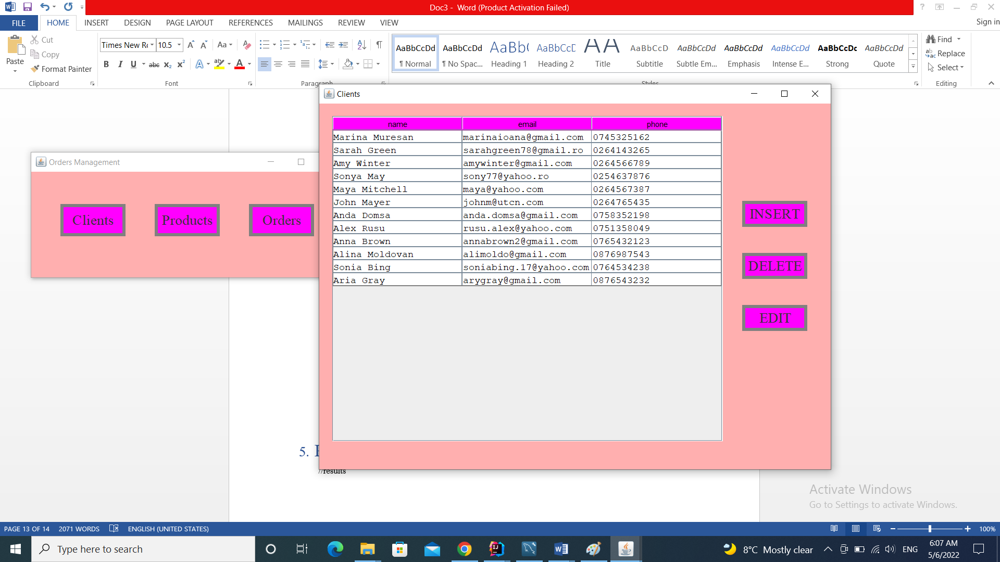 Doc3 - Word (Product Activation Failed)
FILE HOME INSERT DESIGN PAGE LAYOUT REFERENCES MAILINGS REVIEW VIEW Sign in
Paste Cut Copy Format Painter
Times New Ro 10.5 Aa
AaBbCcDd AaBbCcDd AaBbC AaBbCcD AA AaBbCcD AaBbCcDd AaBbCcDd AaBbCcDd AaBbCcDc AaBbCcDd
¶ Normal ¶ No Spac... Heading 1 Heading 2 Title Subtitle Subtle Em... Emphasis Intense E... Strong Quote
Find
Replace
Select
Clipboard Font Paragraph Styles Editing
Orders Management
Clients Products Orders
Clients
name email phone
Marina Muresan marinaioana@gmail.com 0745325162
Sarah Green sarahgreen78@gmail.ro 0264143265
Amy Winter amywinter@gmail.com 0264566789
Sonya May sony77@yahoo.ro 0254637876
Maya Mitchell maya@yahoo.com 0264567387
John Mayer johnm@utcn.com 0264765435
Anda Domsa anda.domsa@gmail.com 0758352198
Alex Rusu rusu.alex@yahoo.com 0751358049
Anna Brown annabrown2@gmail.com 0765432123
Alina Moldovan alimoldo@gmail.com 0876987543
Sonia Bing soniabing.17@yahoo.com 0764534238
Aria Gray arygray@gmail.com 0876543232
INSERT
DELETE
EDIT
5.
//results
Activate Windows
Go to Settings to activate Windows.
PAGE 13 OF 14 2071 WORDS ENGLISH (UNITED STATES) 100%
Type here to search
8°C Mostly clear ENG 6:07 AM
5/6/2022